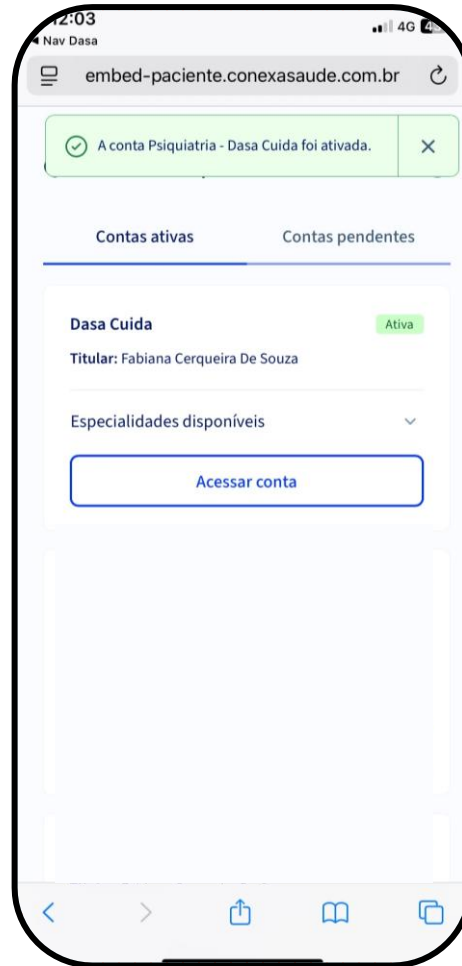 12:03
4G
Nav Dasa
embed-paciente.conexasaude.com.br
A conta Psiquiatria - Dasa Cuida foi ativada.
Contas ativas
Contas pendentes
Dasa Cuida
Ativa
Titular: Fabiana Cerqueira De Souza
Especialidades disponíveis
Acessar conta